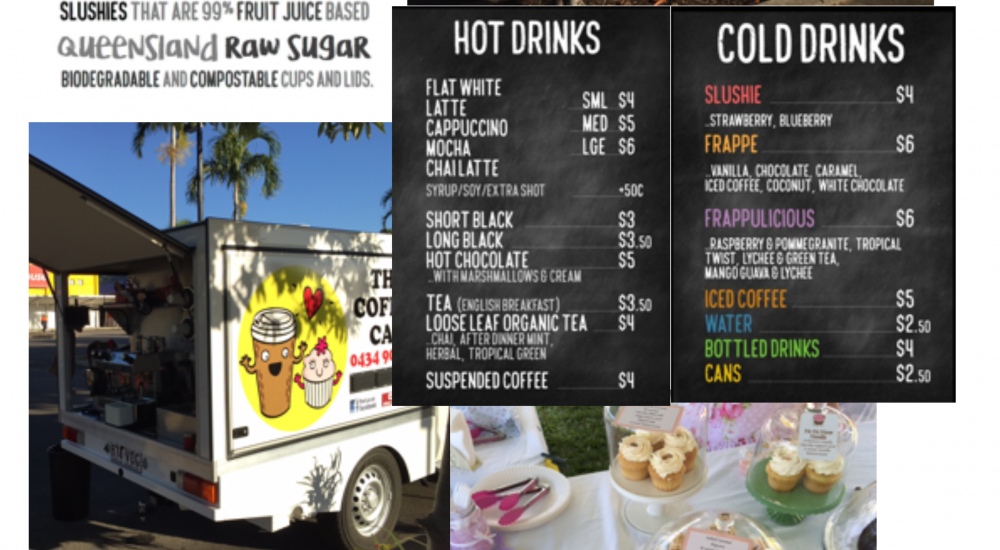 SLUSHIES THAT ARE 99% FRUIT JUICE BASED
QUEENSLAND RAW SUGAR
BIODEGRADABLE AND COMPOSTABLE CUPS AND LIDS.
HOT DRINKS
FLAT WHITE
LATTE SML $4
CAPPUCCINO MED $5
MOCHA LGE $6
CHAI LATTE
SYRUP/SOY/EXTRA SHOT +50C
SHORT BLACK $3
LONG BLACK $3.50
HOT CHOCOLATE $5
...WITH MARSHMALLOWS & CREAM
TEA (ENGLISH BREAKFAST) $3.50
LOOSE LEAF ORGANIC TEA $4
...CHAI, AFTER DINNER MINT,
HERBAL, TROPICAL GREEN
SUSPENDED COFFEE $4
COLD DRINKS
SLUSHIE $4
...STRAWBERRY, BLUEBERRY
FRAPPE $6
...VANILLA, CHOCOLATE, CARAMEL,
ICED COFFEE, COCONUT, WHITE CHOCOLATE
FRAPPULICIOUS $6
...RASPBERRY & POMMEGRANITE, TROPICAL
TWIST, LYCHEE & GREEN TEA,
MANGO GUAVA & LYCHEE
ICED COFFEE $5
WATER $2.50
BOTTLED DRINKS $4
CANS $2.50
TH
COF
CA
0434 9